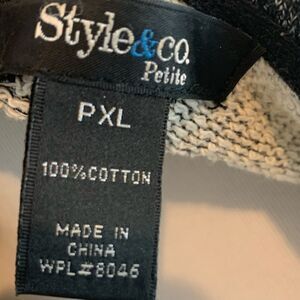 Style&co.
Petite
PXL
100%COTTON
MADE IN
CHINA
WPL#8046